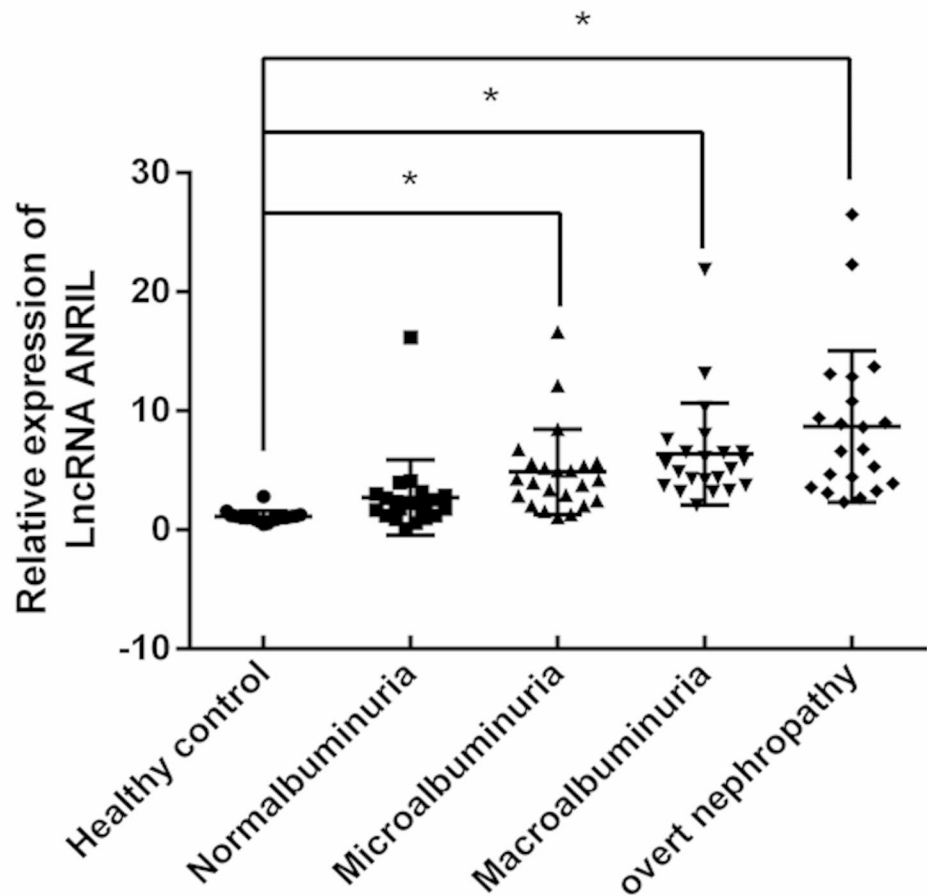 *
*
*
30
20
10
0
-10
Relative expression of
LncRNA ANRIL
Healthy control
Normalbuminuria
Microalbuminuria
Macroalbuminuria
overt nephropathy